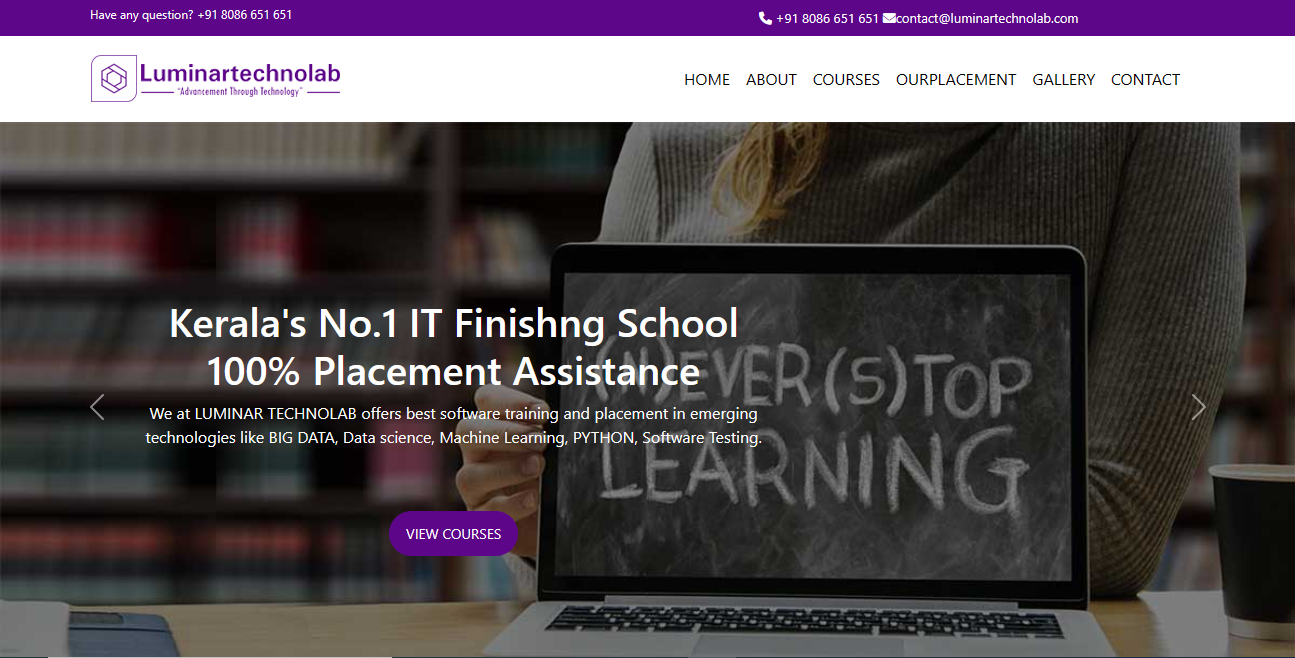 Have any question? +91 8086 651 651
+91 8086 651 651 contact@luminartechnolab.com
Luminartechnolab
"Advancement Through Technology"
HOME ABOUT COURSES OURPLACEMENT GALLERY CONTACT
Kerala's No.1 IT Finishng School
100% Placement Assistance
We at LUMINAR TECHNOLAB offers best software training and placement in emerging
technologies like BIG DATA, Data science, Machine Learning, PYTHON, Software Testing.
VIEW COURSES
(N)EVER(S)TOP
LEARNING